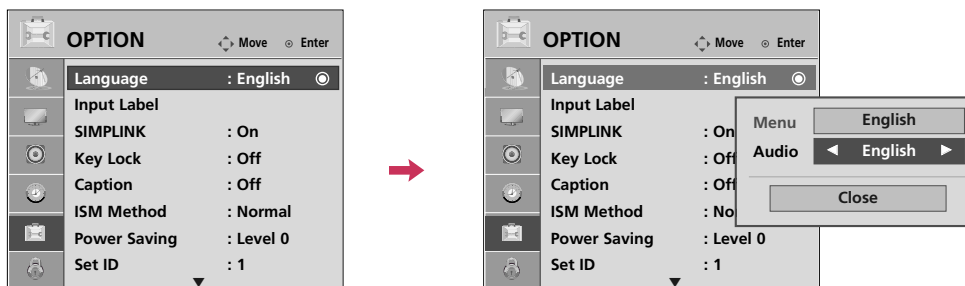 OPTION Move Enter
Language : English
Input Label
SIMPLINK : On
Key Lock : Off
Caption : Off
ISM Method : Normal
Power Saving : Level 0
Set ID : 1
OPTION Move Enter
Language : English
Input Label
SIMPLINK : On
Key Lock : Off
Caption : Off
ISM Method : No
Power Saving : Level 0
Set ID : 1
Menu English
Audio English
Close